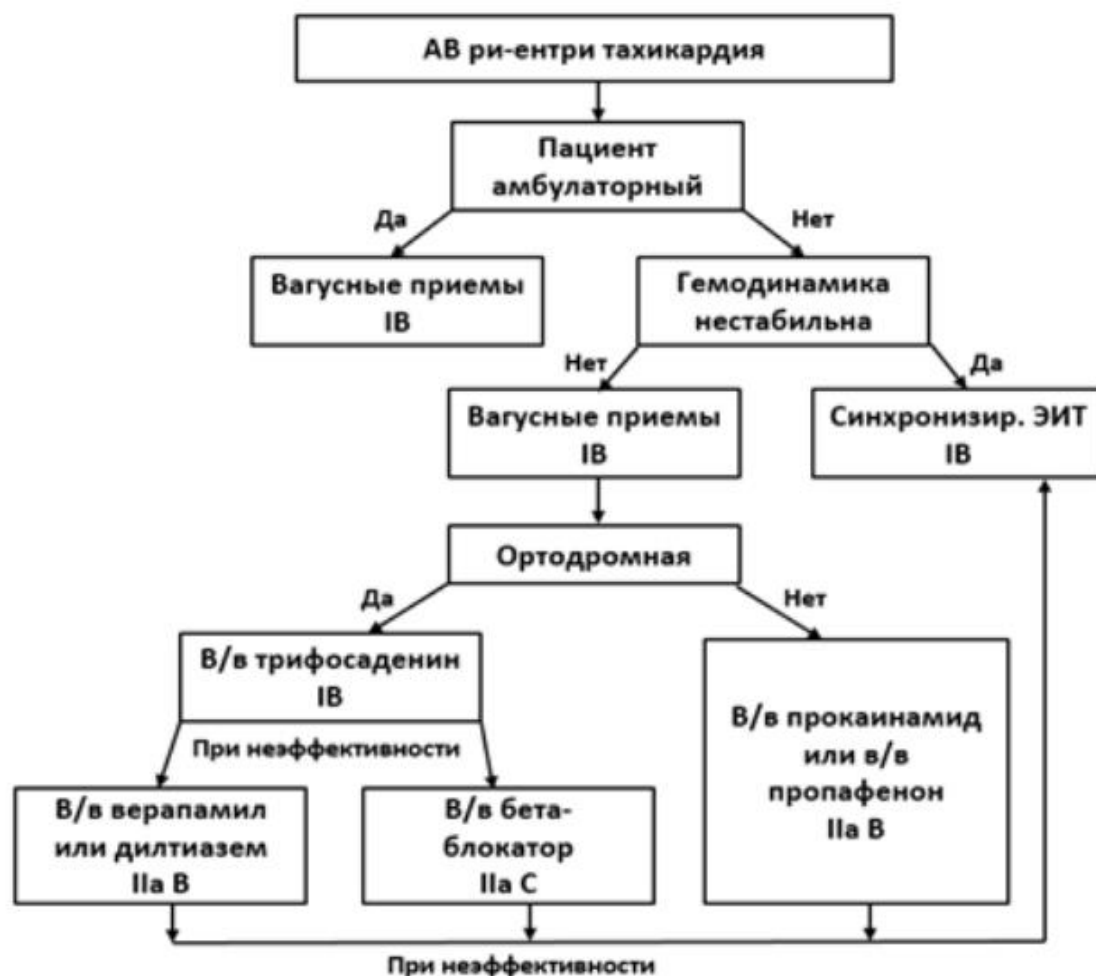 АВ ри-ентри тахикардия
Пациент
амбулаторный
Да
Нет
Вагусные приемы
IB
Гемодинамика
нестабильна
Нет
Да
Вагусные приемы
IB
Синхронизир. ЭИТ
IB
Ортодромная
Да
Нет
В/в трифосаденин
IB
В/в прокаинамид
или в/в
пропафенон
IIa B
При неэффективности
В/в верапамил
или дилтиазем
IIa B
В/в бета-
блокатор
IIa C
При неэффективности